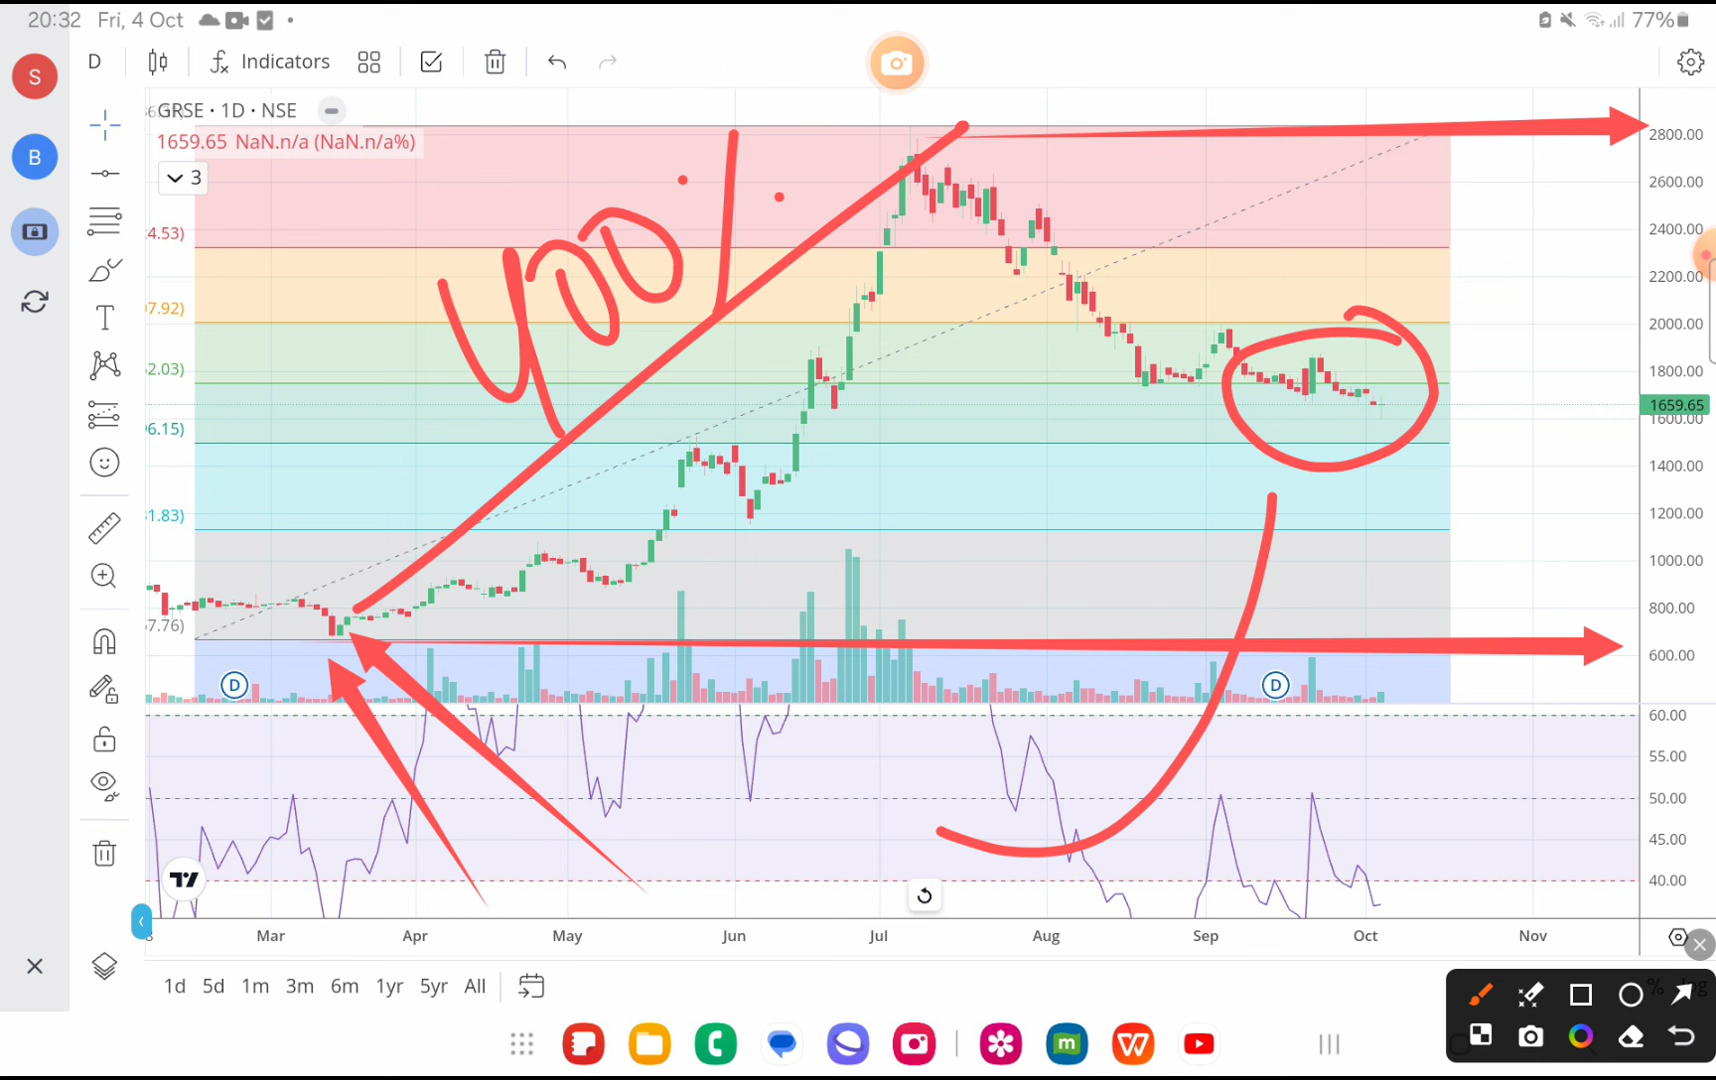 20:32 Fri, 4 Oct
77%
S
D
Indicators
GRSE · 1D · NSE
1659.65 NaN.n/a (NaN.n/a%)
3
B
400%
4.53)
7.92)
2.03)
6.15)
1.83)
7.76)
2800.00
2600.00
2400.00
2200.00
2000.00
1800.00
1659.65
1600.00
1400.00
1200.00
1000.00
800.00
600.00
D
D
60.00
55.00
50.00
45.00
40.00
Mar Apr May Jun Jul Aug Sep Oct Nov
1d 5d 1m 3m 6m 1yr 5yr All
% log
m
W